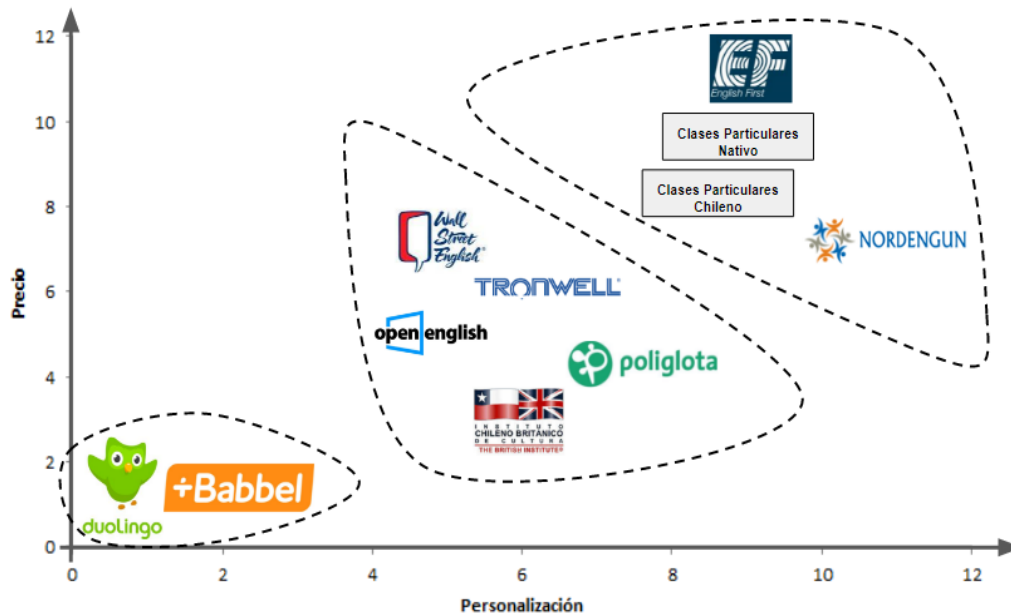 12
EF
English First
10
Clases Particulares
Nativo
Clases Particulares
Chileno
8
Wall
Street
English
NORDENGUN
Precio
6
TRONWELL
open english
poliglota
4
INSTITUTO
CHILENO BRITÁNICO
DE CULTURA
THE BRITISH INSTITUTE
2
÷Babbel
duolingo
0
0 2 4 6 8 10 12
Personalización